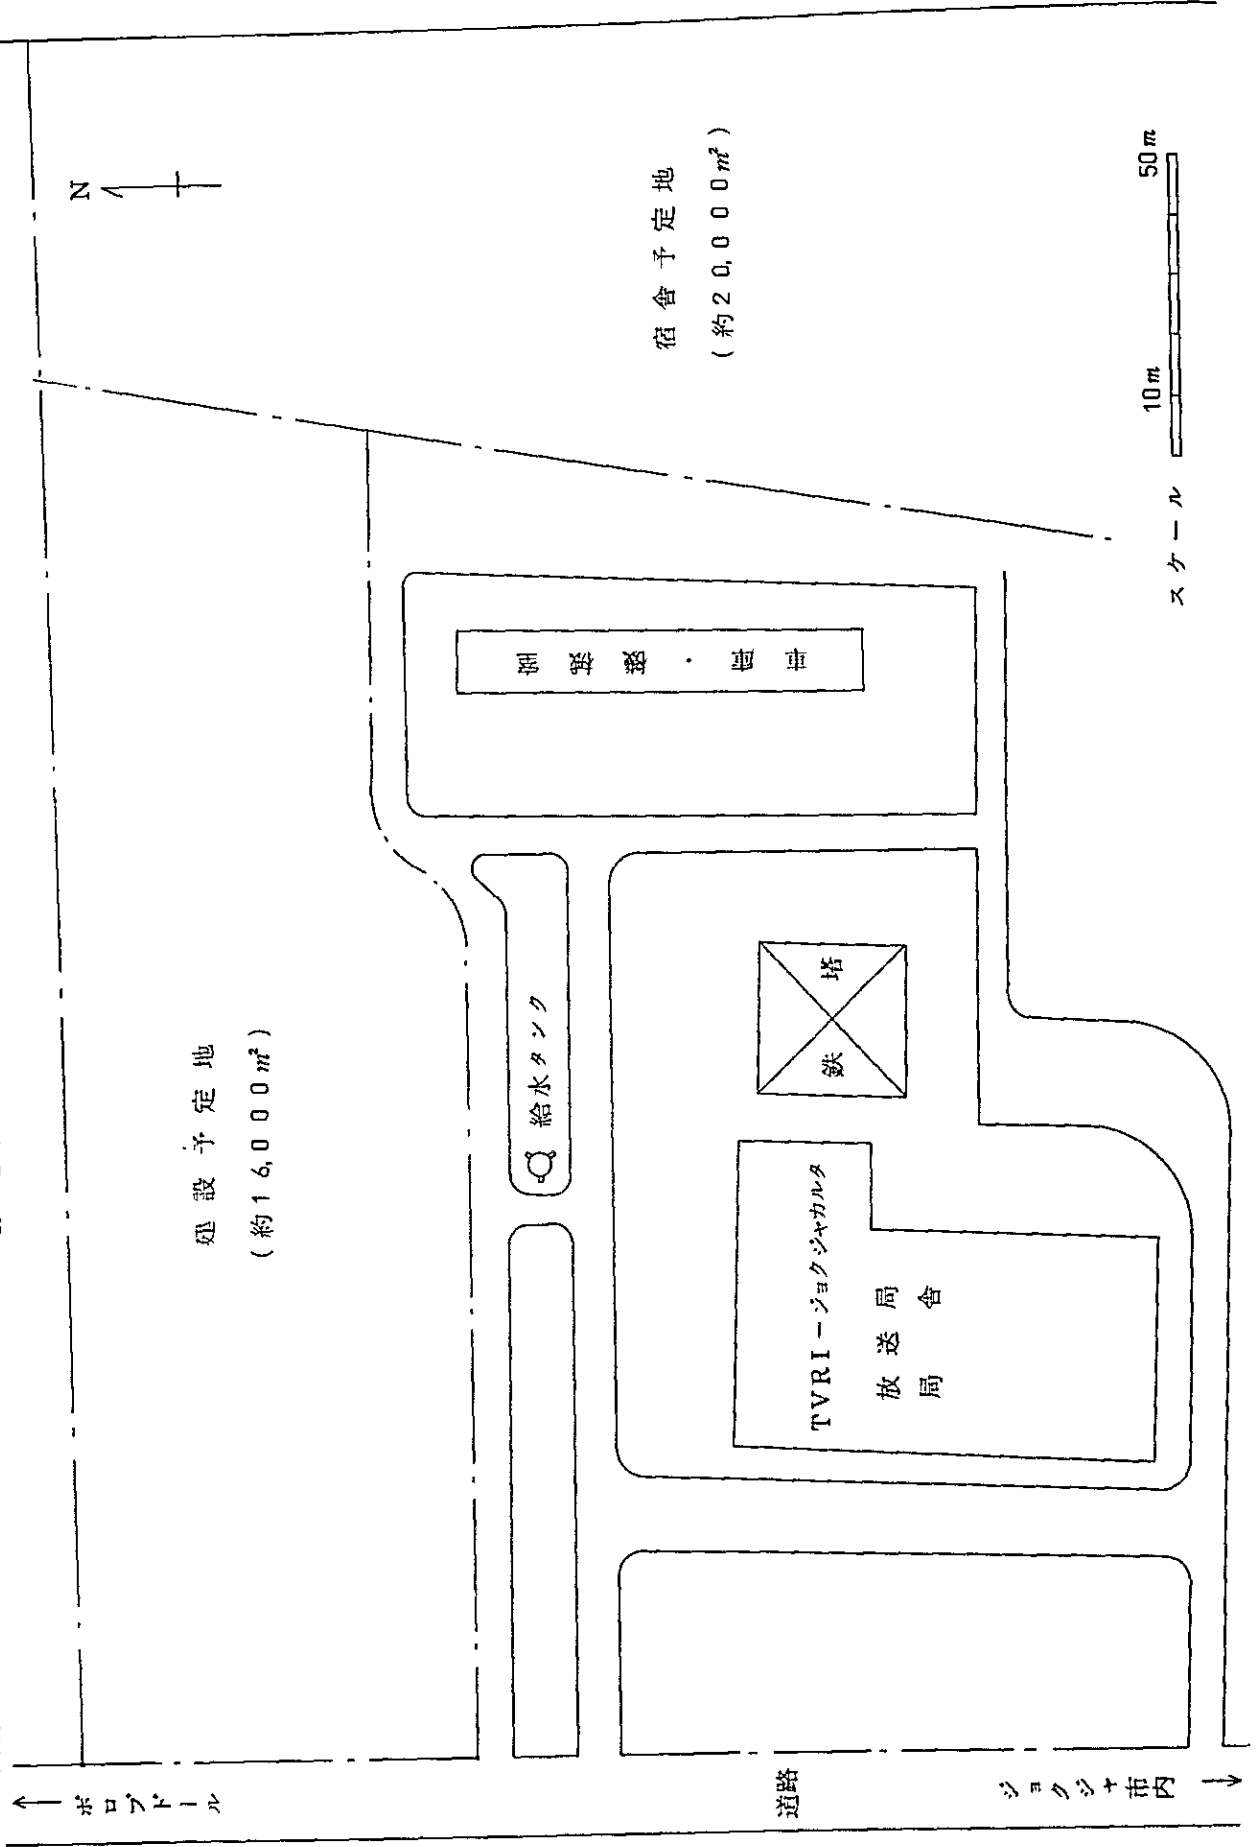 N
建設予定地
(約16,000㎡)
宿舎予定地
(約20,000㎡)
車庫・機械
給水タンク
鉄塔
TVRI－ジョクジャカルタ
放送局
局舎
10m
50m
スケール
ボロブドール
道路
ジョクジャ市内